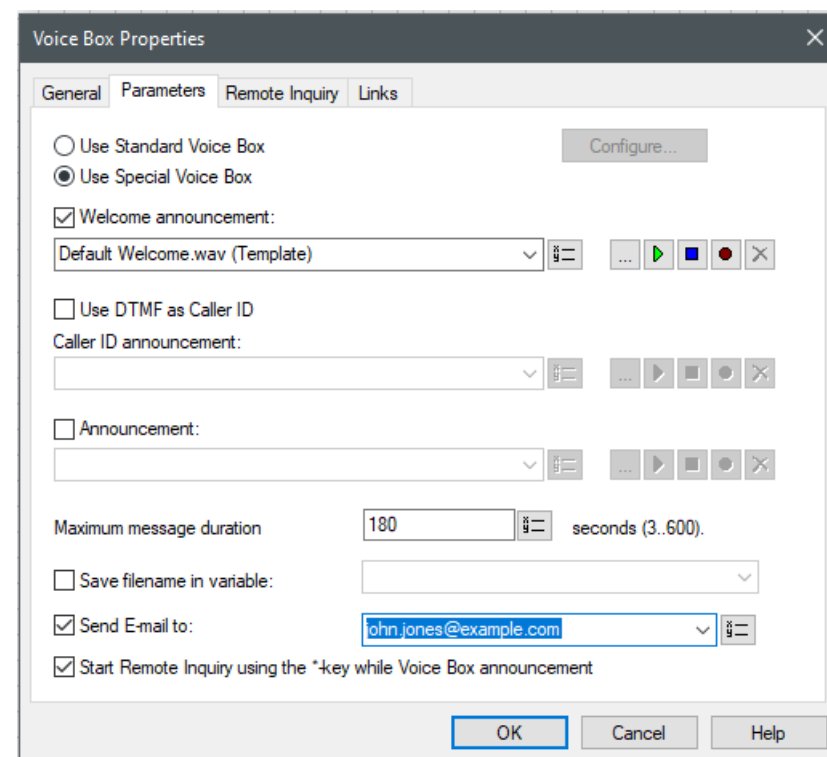 Voice Box Properties
General Parameters Remote Inquiry Links
Use Standard Voice Box Configure...
Use Special Voice Box
Welcome announcement:
Default Welcome.wav (Template) ...
Use DTMF as Caller ID
Caller ID announcement:
...
Announcement:
...
Maximum message duration 180 seconds (3..600).
Save filename in variable:
Send E-mail to: john.jones@example.com
Start Remote Inquiry using the *-key while Voice Box announcement
OK Cancel Help